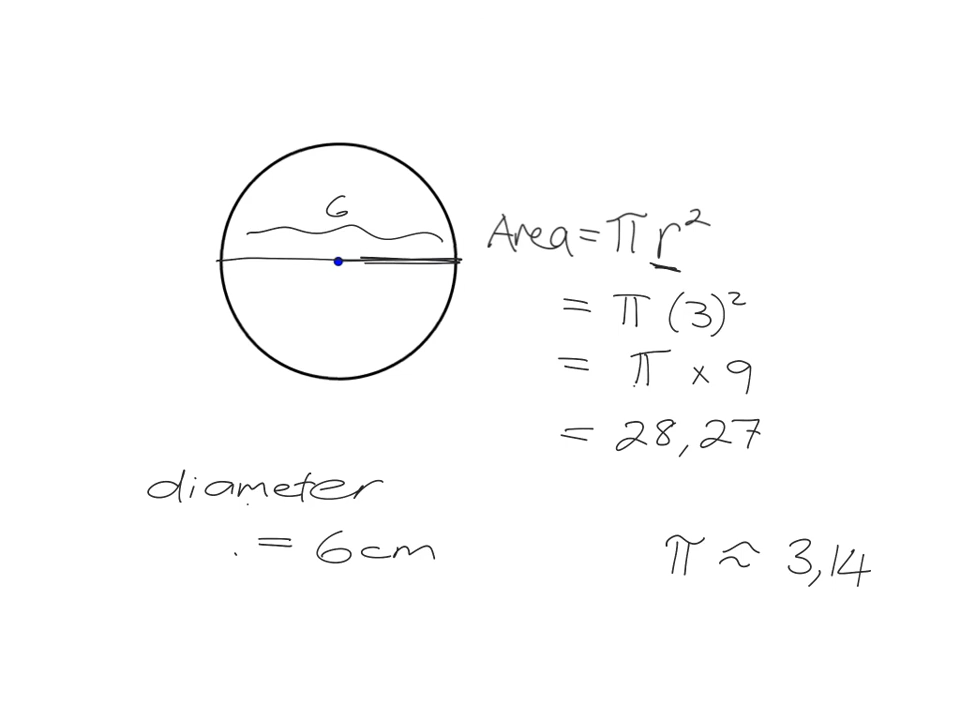 6
Area = π r²
= π (3)²
= π × 9
= 28,27
diameter
= 6cm
π ≈ 3,14